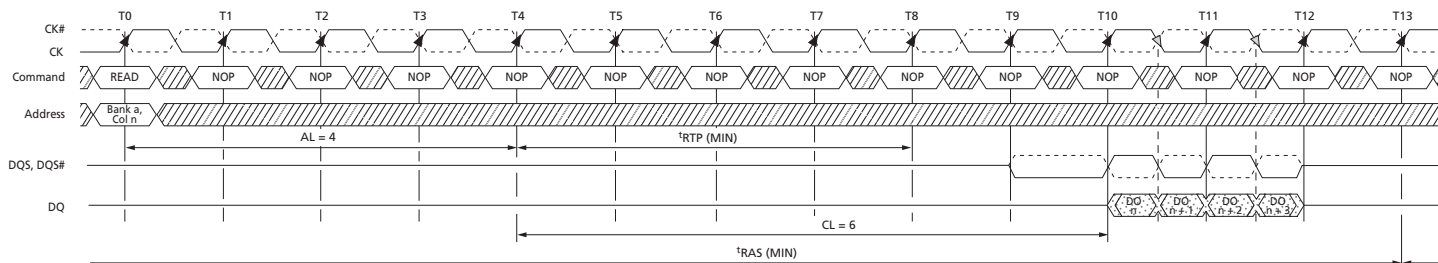 T0 T1 T2 T3 T4 T5 T6 T7 T8 T9 T10 T11 T12 T13
CK#
CK
Command READ NOP NOP NOP NOP NOP NOP NOP NOP NOP NOP NOP NOP NOP
Address Bank a,
Col n
AL = 4 tRTP (MIN)
DQS, DQS#
DQ DO
n DO
n + 1 DO
n + 2 DO
n + 3
CL = 6
tRAS (MIN)